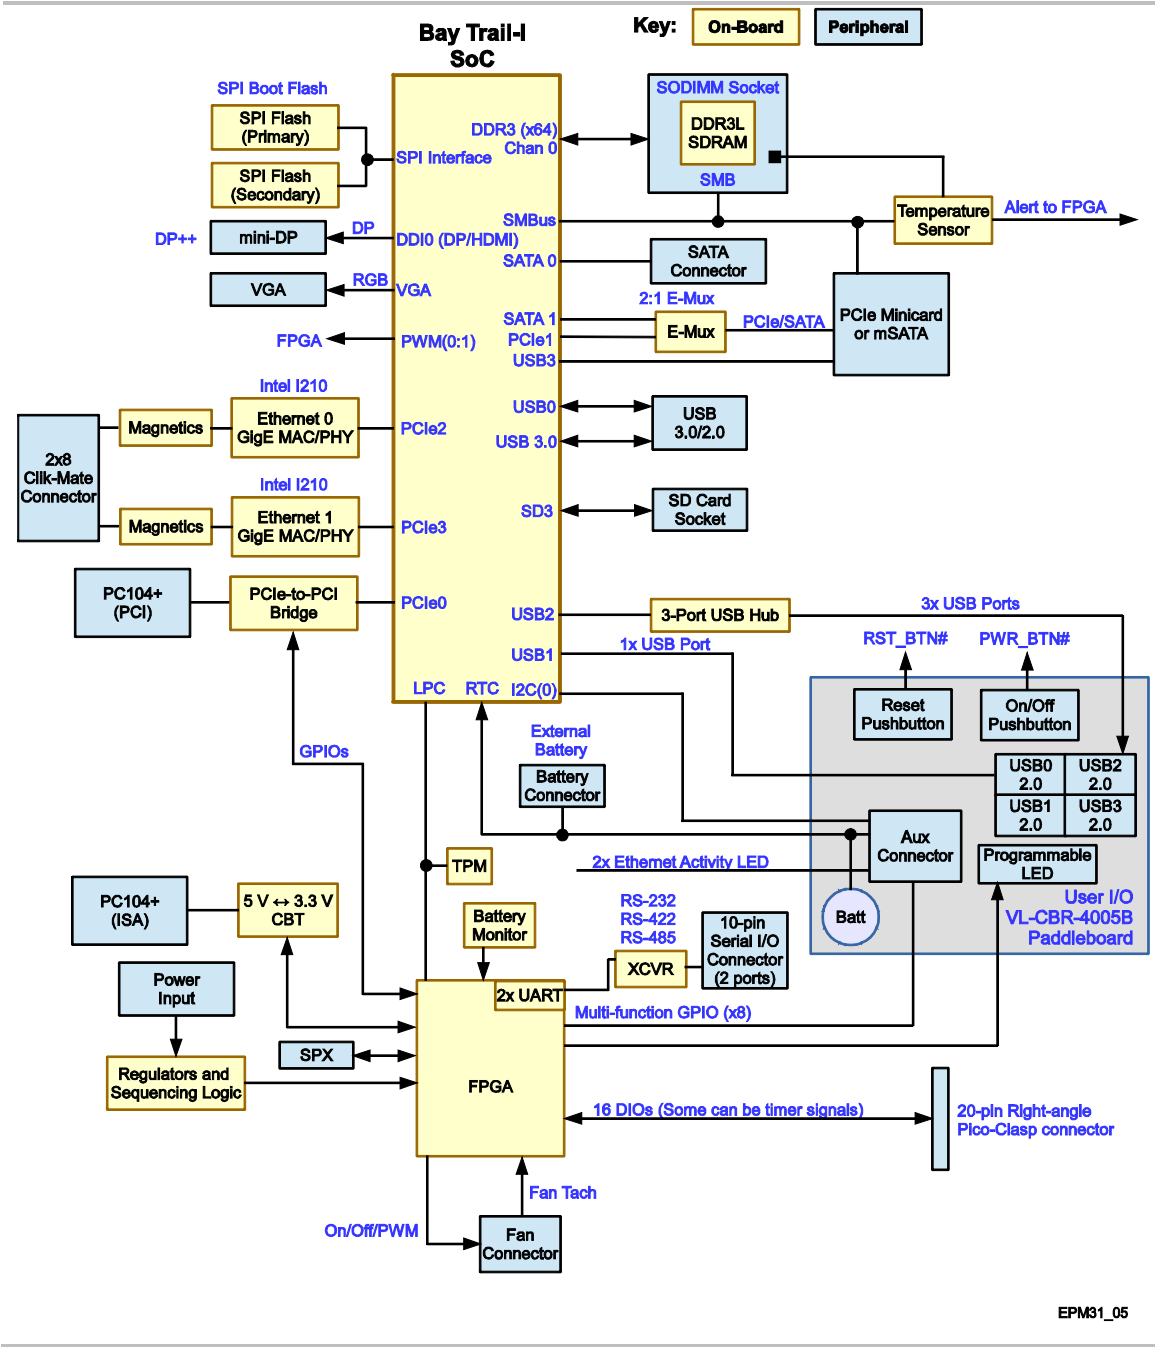 Key:
On-Board
Peripheral
Bay Trail-I
SoC
SPI Boot Flash
SPI Flash
(Primary)
SPI Flash
(Secondary)
SPI Interface
DDR3 (x64)
Chan 0
SODIMM Socket
DDR3L
SDRAM
SMB
SMBus
Temperature
Sensor
Alert to FPGA
DP++
mini-DP
DP
DDI0 (DP/HDMI)
SATA 0
SATA
Connector
VGA
RGB
VGA
2:1 E-Mux
SATA 1
PCIe1
E-Mux
PCIe/SATA
PCIe Minicard
or mSATA
FPGA
PWM(0:1)
USB3
Intel I210
Magnetics
Ethernet 0
GigE MAC/PHY
PCIe2
USB0
USB 3.0
USB
3.0/2.0
2x8
Clik-Mate
Connector
Intel I210
Magnetics
Ethernet 1
GigE MAC/PHY
PCIe3
SD3
SD Card
Socket
PC104+
(PCI)
PCIe-to-PCI
Bridge
PCIe0
USB2
3-Port USB Hub
3x USB Ports
USB1
1x USB Port
RST_BTN#
PWR_BTN#
LPC
RTC
I2C(0)
Reset
Pushbutton
On/Off
Pushbutton
GPIOs
External
Battery
Battery
Connector
USB0
2.0
USB2
2.0
USB1
2.0
USB3
2.0
Aux
Connector
2x Ethernet Activity LED
Programmable
LED
TPM
Batt
User I/O
VL-CBR-4005B
Paddleboard
PC104+
(ISA)
5 V ↔ 3.3 V
CBT
Battery
Monitor
RS-232
RS-422
RS-485
XCVR
10-pin
Serial I/O
Connector
(2 ports)
Power
Input
2x UART
Multi-function GPIO (x8)
SPX
Regulators and
Sequencing Logic
FPGA
16 DIOs (Some can be timer signals)
20-pin Right-angle
Pico-Clasp connector
Fan Tach
On/Off/PWM
Fan
Connector
EPM31_05